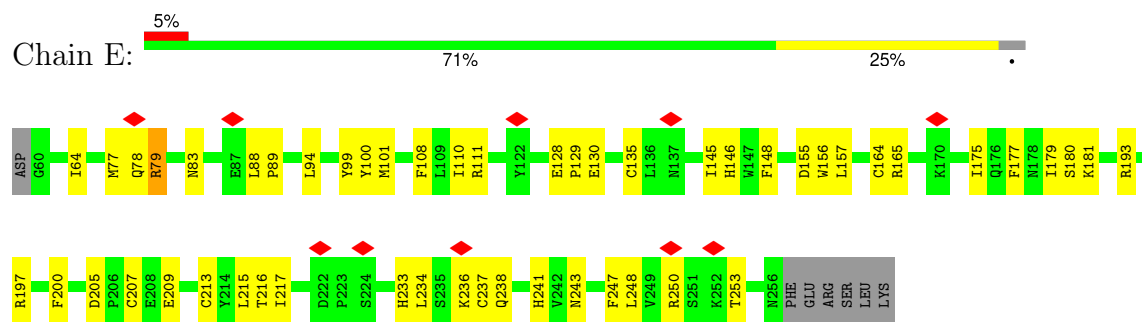 5%
Chain E:
71% 25% •
ASP G60 I64 M77 Q78 R79 N83 E87 L88 P89 L94 Y99 Y100 M101 F108 L109 I110 R111 Y122 E128 P129 E130 C135 L136 N137 I145 H146 W147 F148 D155 W156 L157 C164 R165 K170 I175 Q176 F177 N178 I179 S180 K181 R193
R197 F200 D205 P206 C207 E208 E209 C213 Y214 L215 T216 I217 D222 P223 S224 H233 L234 S235 K236 C237 Q238 H241 V242 N243 F247 L248 V249 R250 S251 K252 T253 N256 PHE GLU ARG SER LEU LYS